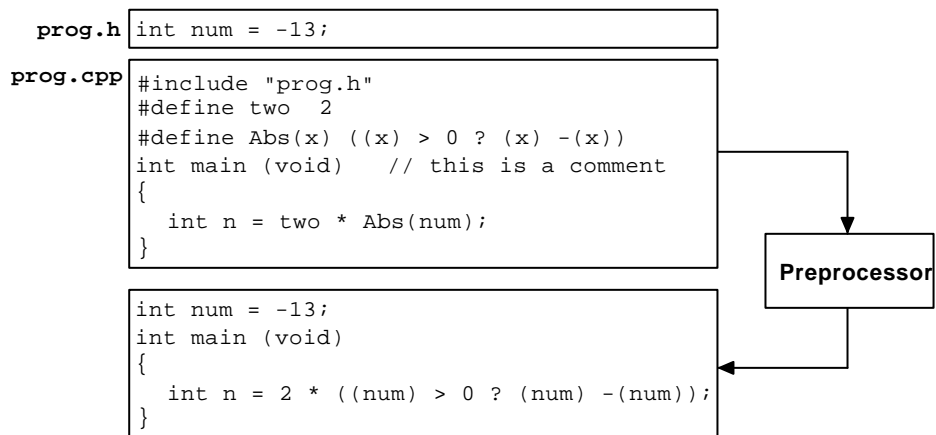 prog.h int num = -13;
prog.cpp #include "prog.h"
#define two  2
#define Abs(x) ((x) > 0 ? (x) -(x))
int main (void)   // this is a comment
{
  int n = two * Abs(num);
}
Preprocessor
int num = -13;
int main (void)
{
  int n = 2 * ((num) > 0 ? (num) -(num));
}